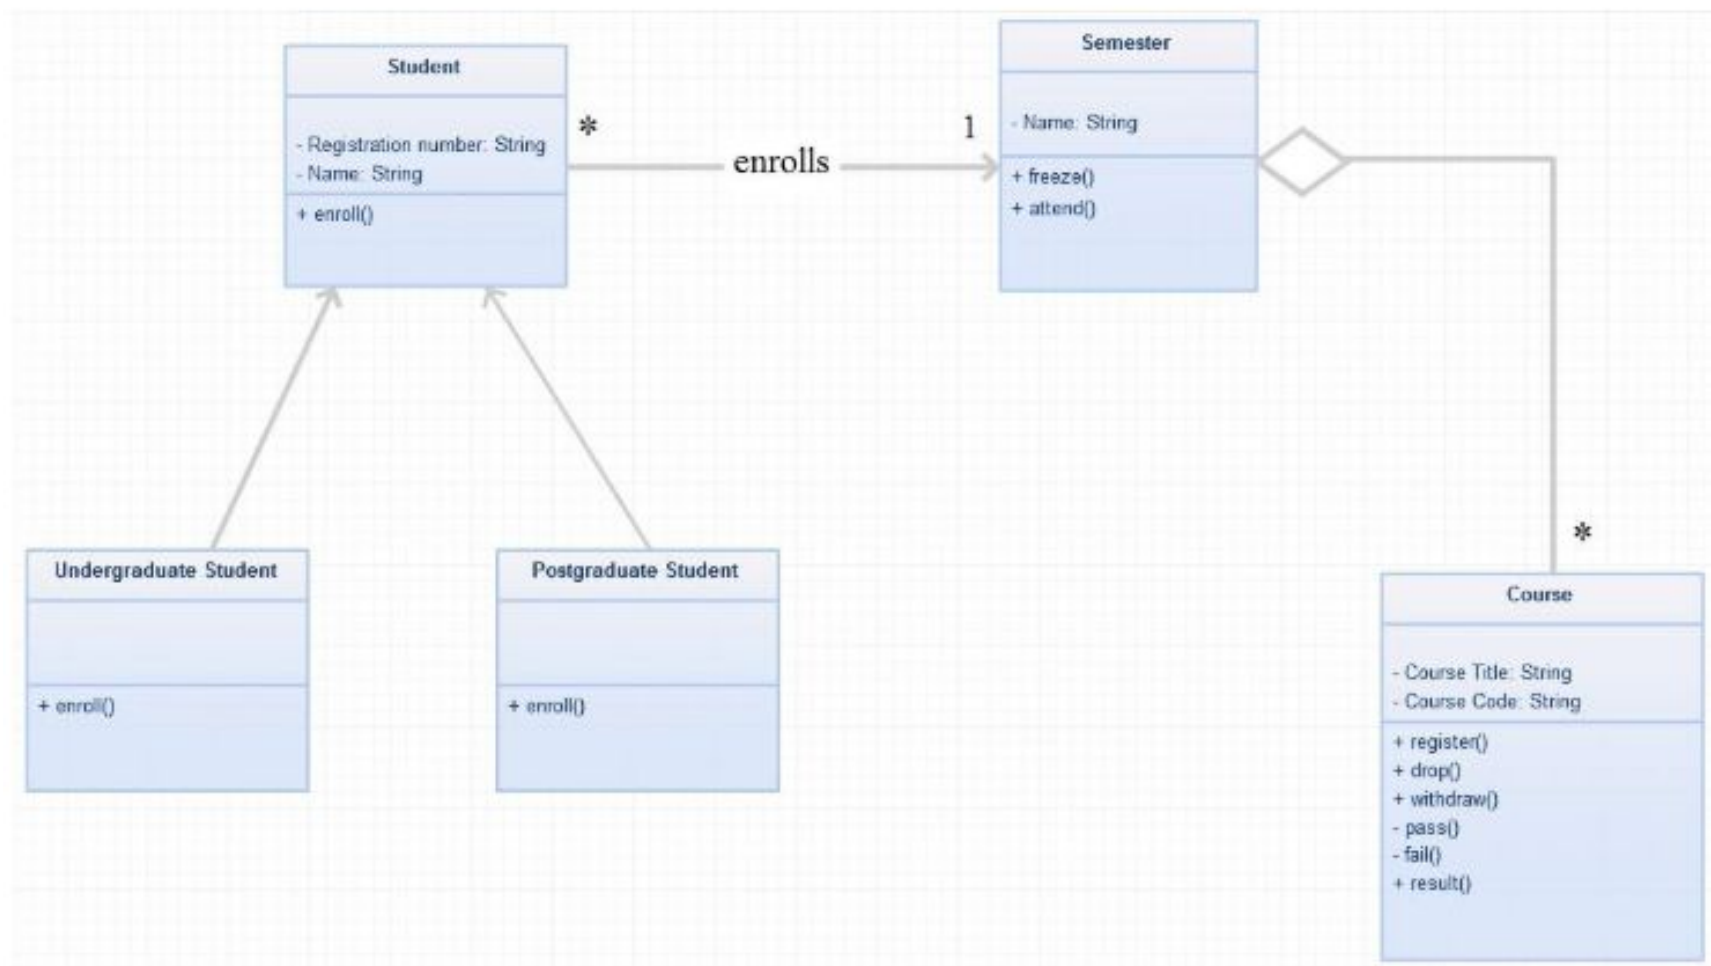 Student
- Registration number: String
- Name: String
+ enroll()
*
enrolls
1
Semester
- Name: String
+ freeze()
+ attend()
Undergraduate Student
+ enroll()
Postgraduate Student
+ enroll()
*
Course
- Course Title: String
- Course Code: String
+ register()
+ drop()
+ withdraw()
- pass()
- fail()
+ result()